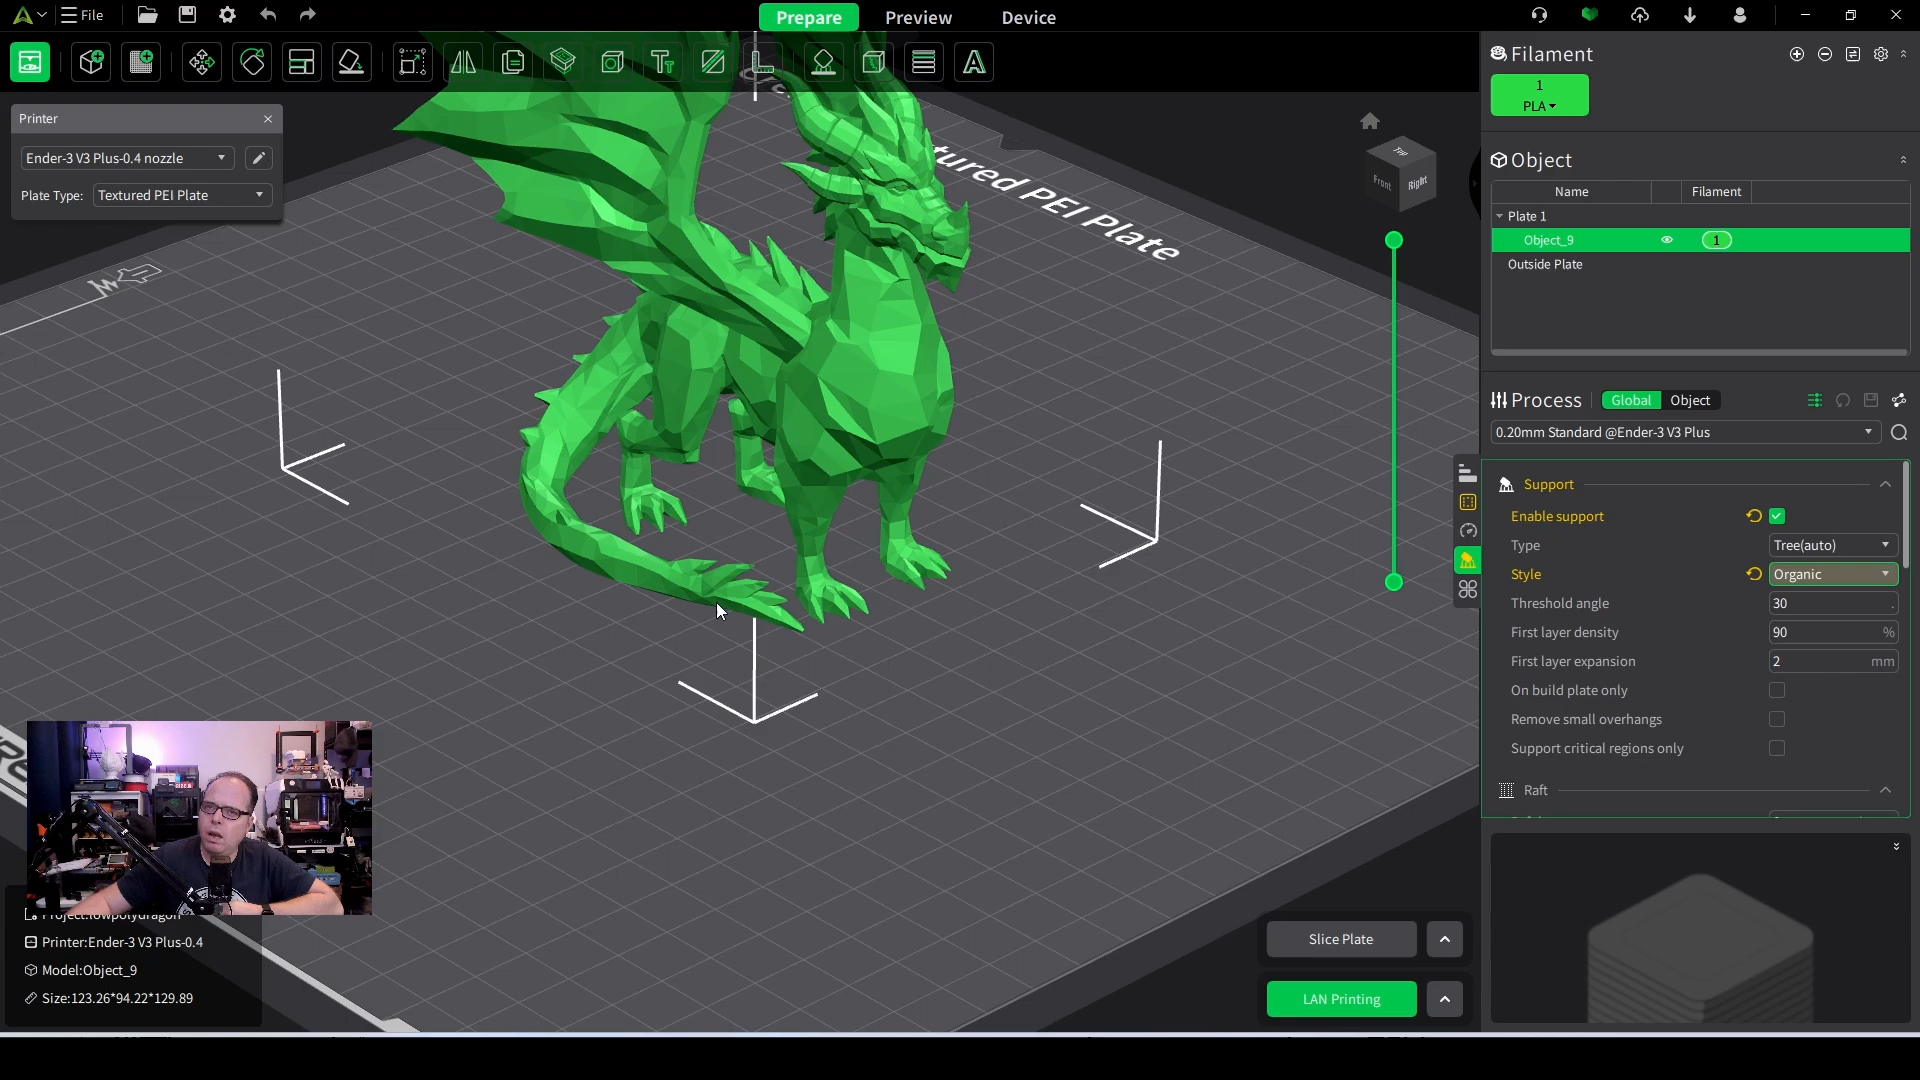 File
Prepare
Preview
Device
Printer
Ender-3 V3 Plus-0.4 nozzle
Plate Type:
Textured PEI Plate
tured PEI Plate
Top
Front
Right
Filament
1
PLA
Object
Name
Filament
Plate 1
Object_9
1
Outside Plate
Process
Global
Object
0.20mm Standard @Ender-3 V3 Plus
Support
Enable support
Type
Tree(auto)
Style
Organic
Threshold angle
30
First layer density
90
%
First layer expansion
2
mm
On build plate only
Remove small overhangs
Support critical regions only
Raft
Project:lowpolydragon
Printer:Ender-3 V3 Plus-0.4
Model:Object_9
Size:123.26*94.22*129.89
Slice Plate
LAN Printing